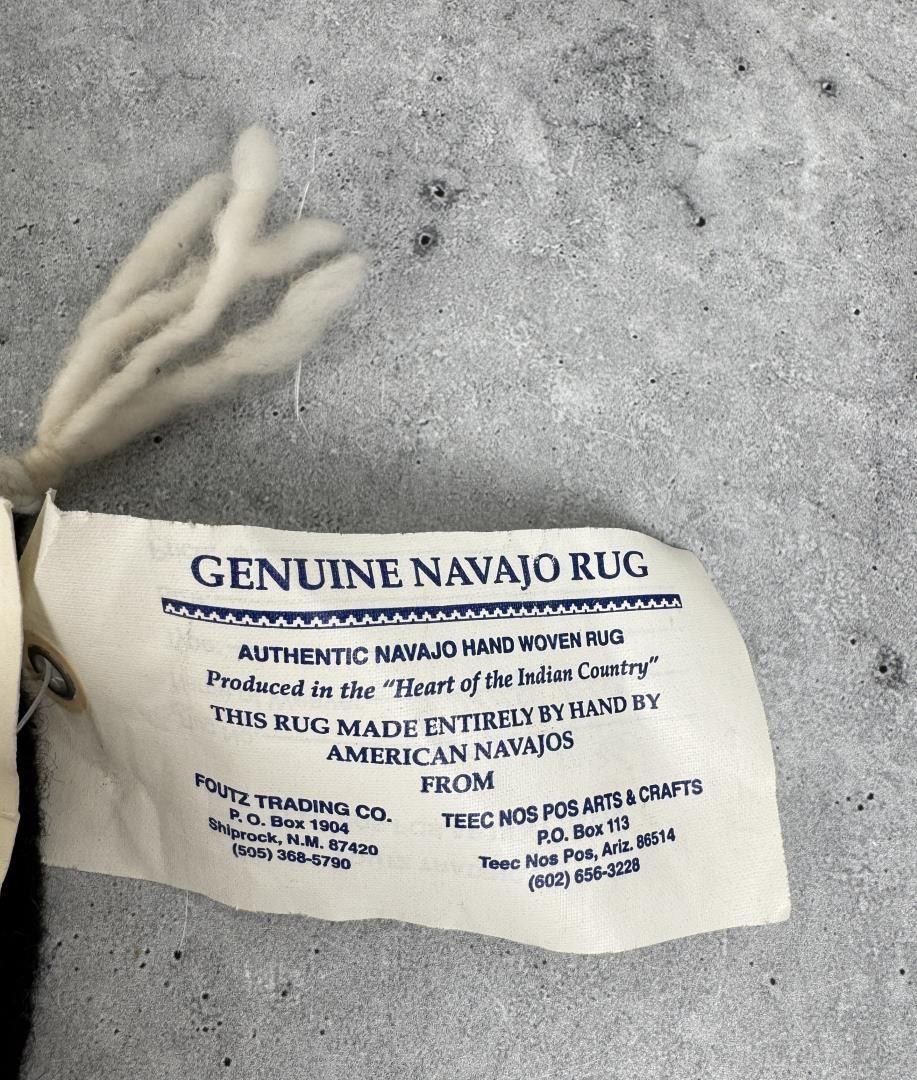 GENUINE NAVAJO RUG
AUTHENTIC NAVAJO HAND WOVEN RUG
Produced in the "Heart of the Indian Country"
THIS RUG MADE ENTIRELY BY HAND BY
AMERICAN NAVAJOS
FROM
FOUTZ TRADING CO.
P. O. Box 1904
Shiprock, N.M. 87420
(505) 368-5790
TEEC NOS POS ARTS & CRAFTS
P.O. Box 113
Teec Nos Pos, Ariz. 86514
(602) 656-3228